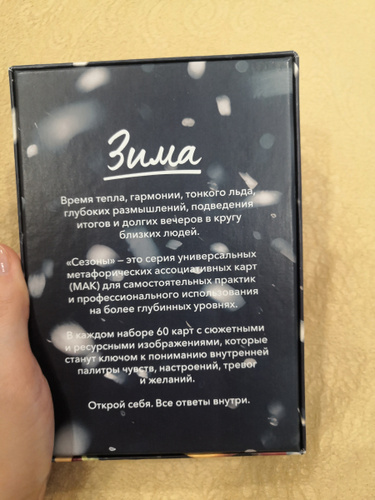 Зима
Время тепла, гармонии, тонкого льда,
глубоких размышлений, подведения
итогов и долгих вечеров в кругу
близких людей.
«Сезоны» – это серия универсальных
метафорических ассоциативных карт
(МАК) для самостоятельных практик
и профессионального использования
на более глубинных уровнях.
В каждом наборе 60 карт с сюжетными
и ресурсными изображениями, которые
станут ключом к пониманию внутренней
палитры чувств, настроений, тревог
и желаний.
Открой себя. Все ответы внутри.